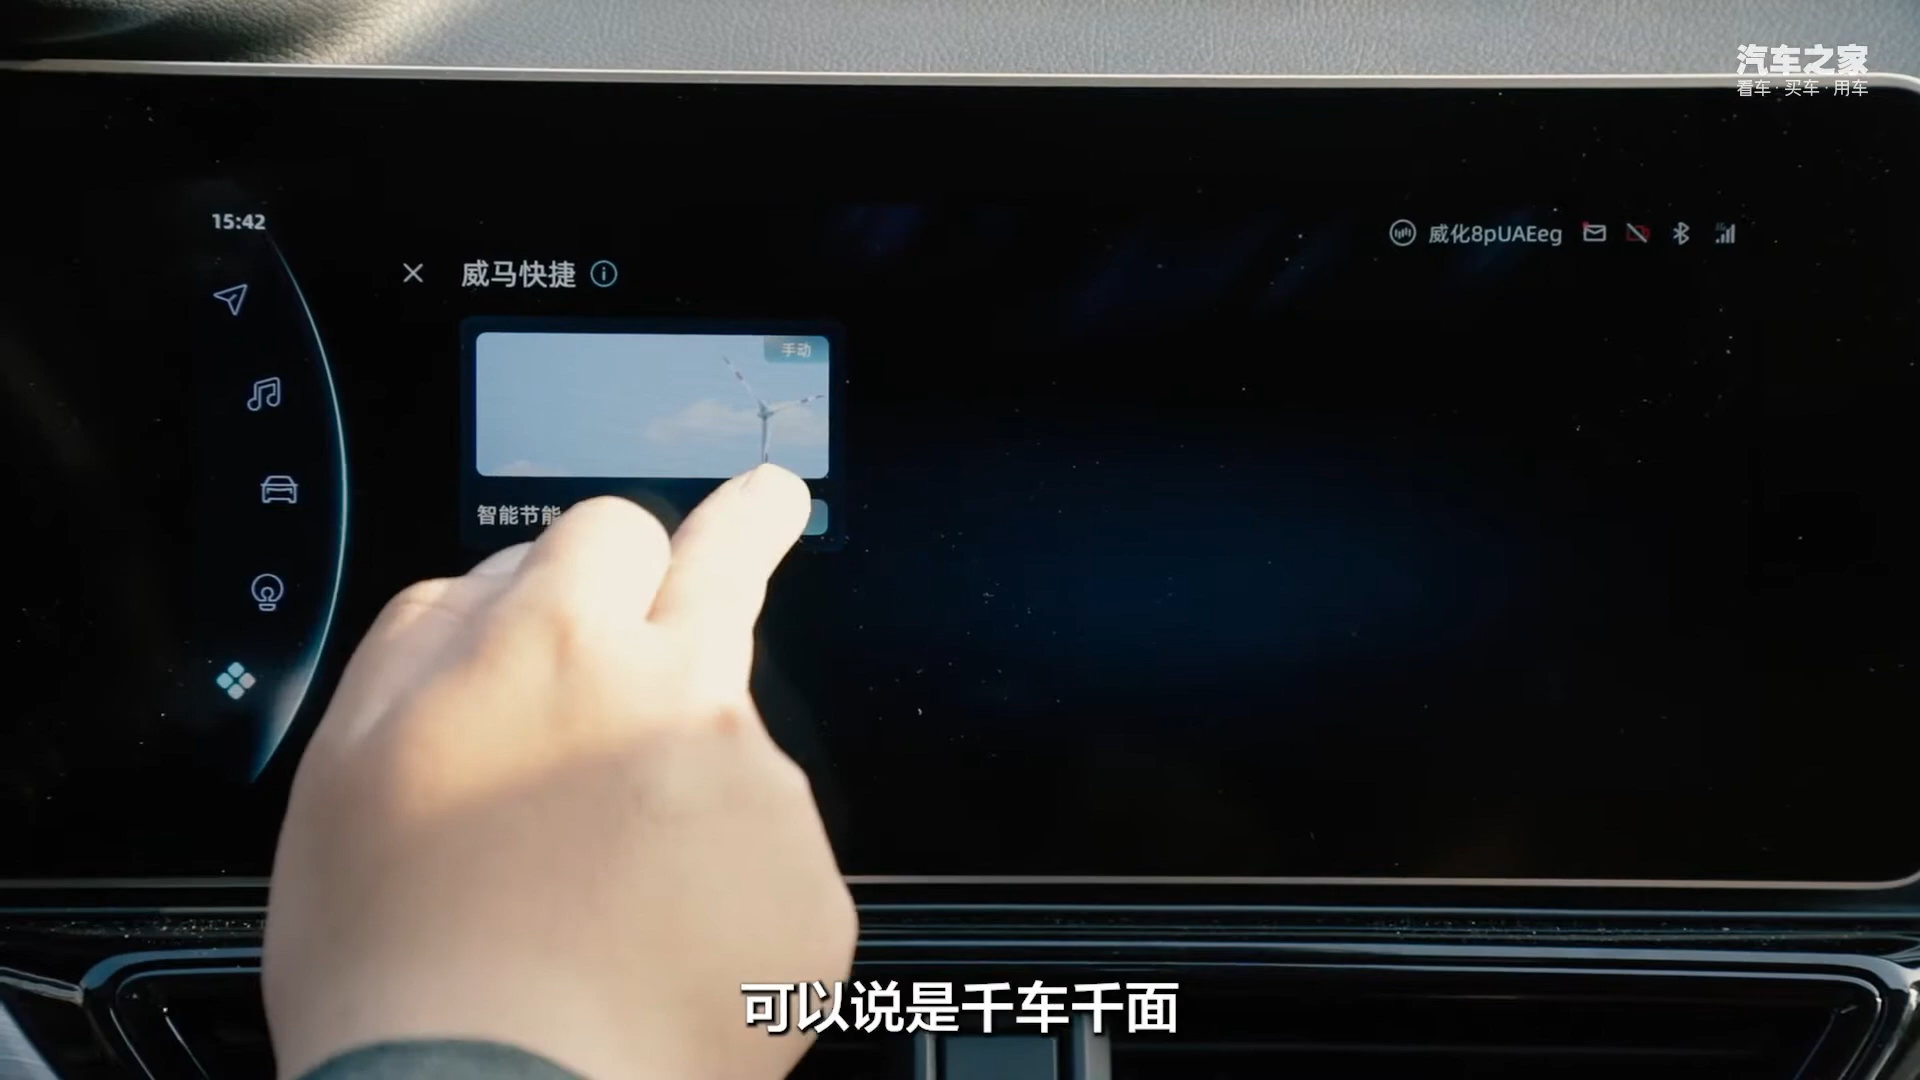 汽车之家
看车·买车·用车
15:42
威化8pUAEeg
威马快捷
手动
智能节能
可以说是千车千面